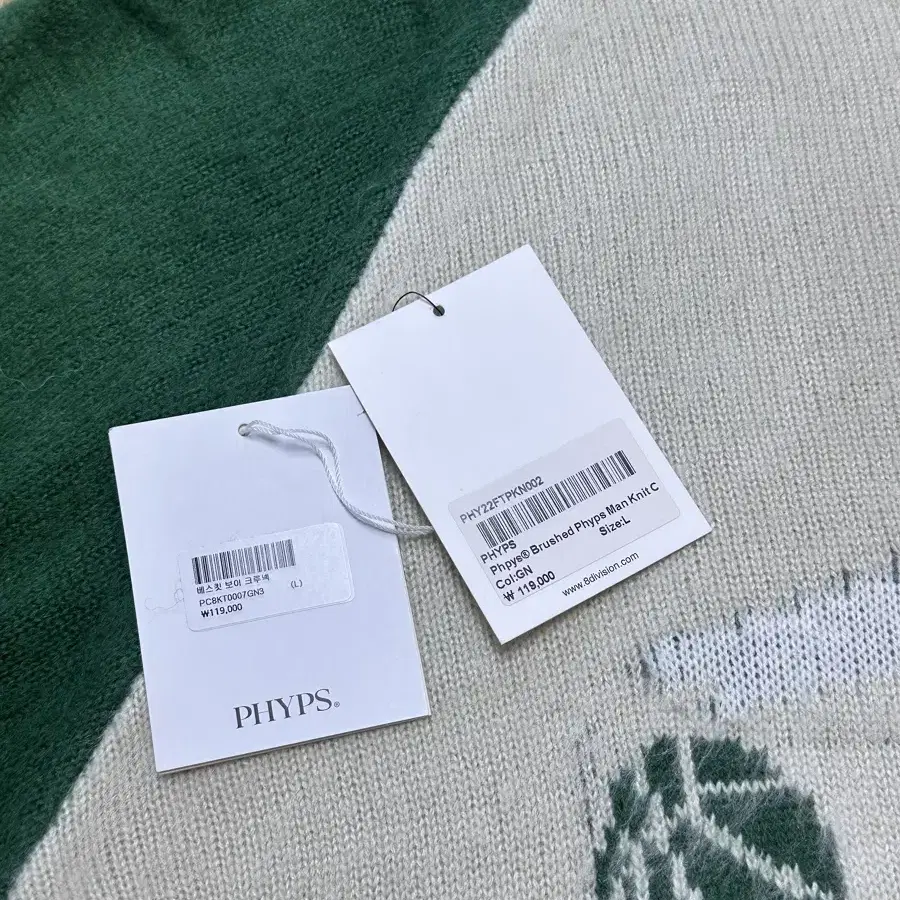 베스킷 보이 크루넥 (L)
PC8KT0007GN3
₩119,000
PHYPS®
PHY22FTPKN002
PHYPS
Phpys® Brushed Phyps Man Knit C
Col:GN Size:L
₩ 119,000
www.8division.com